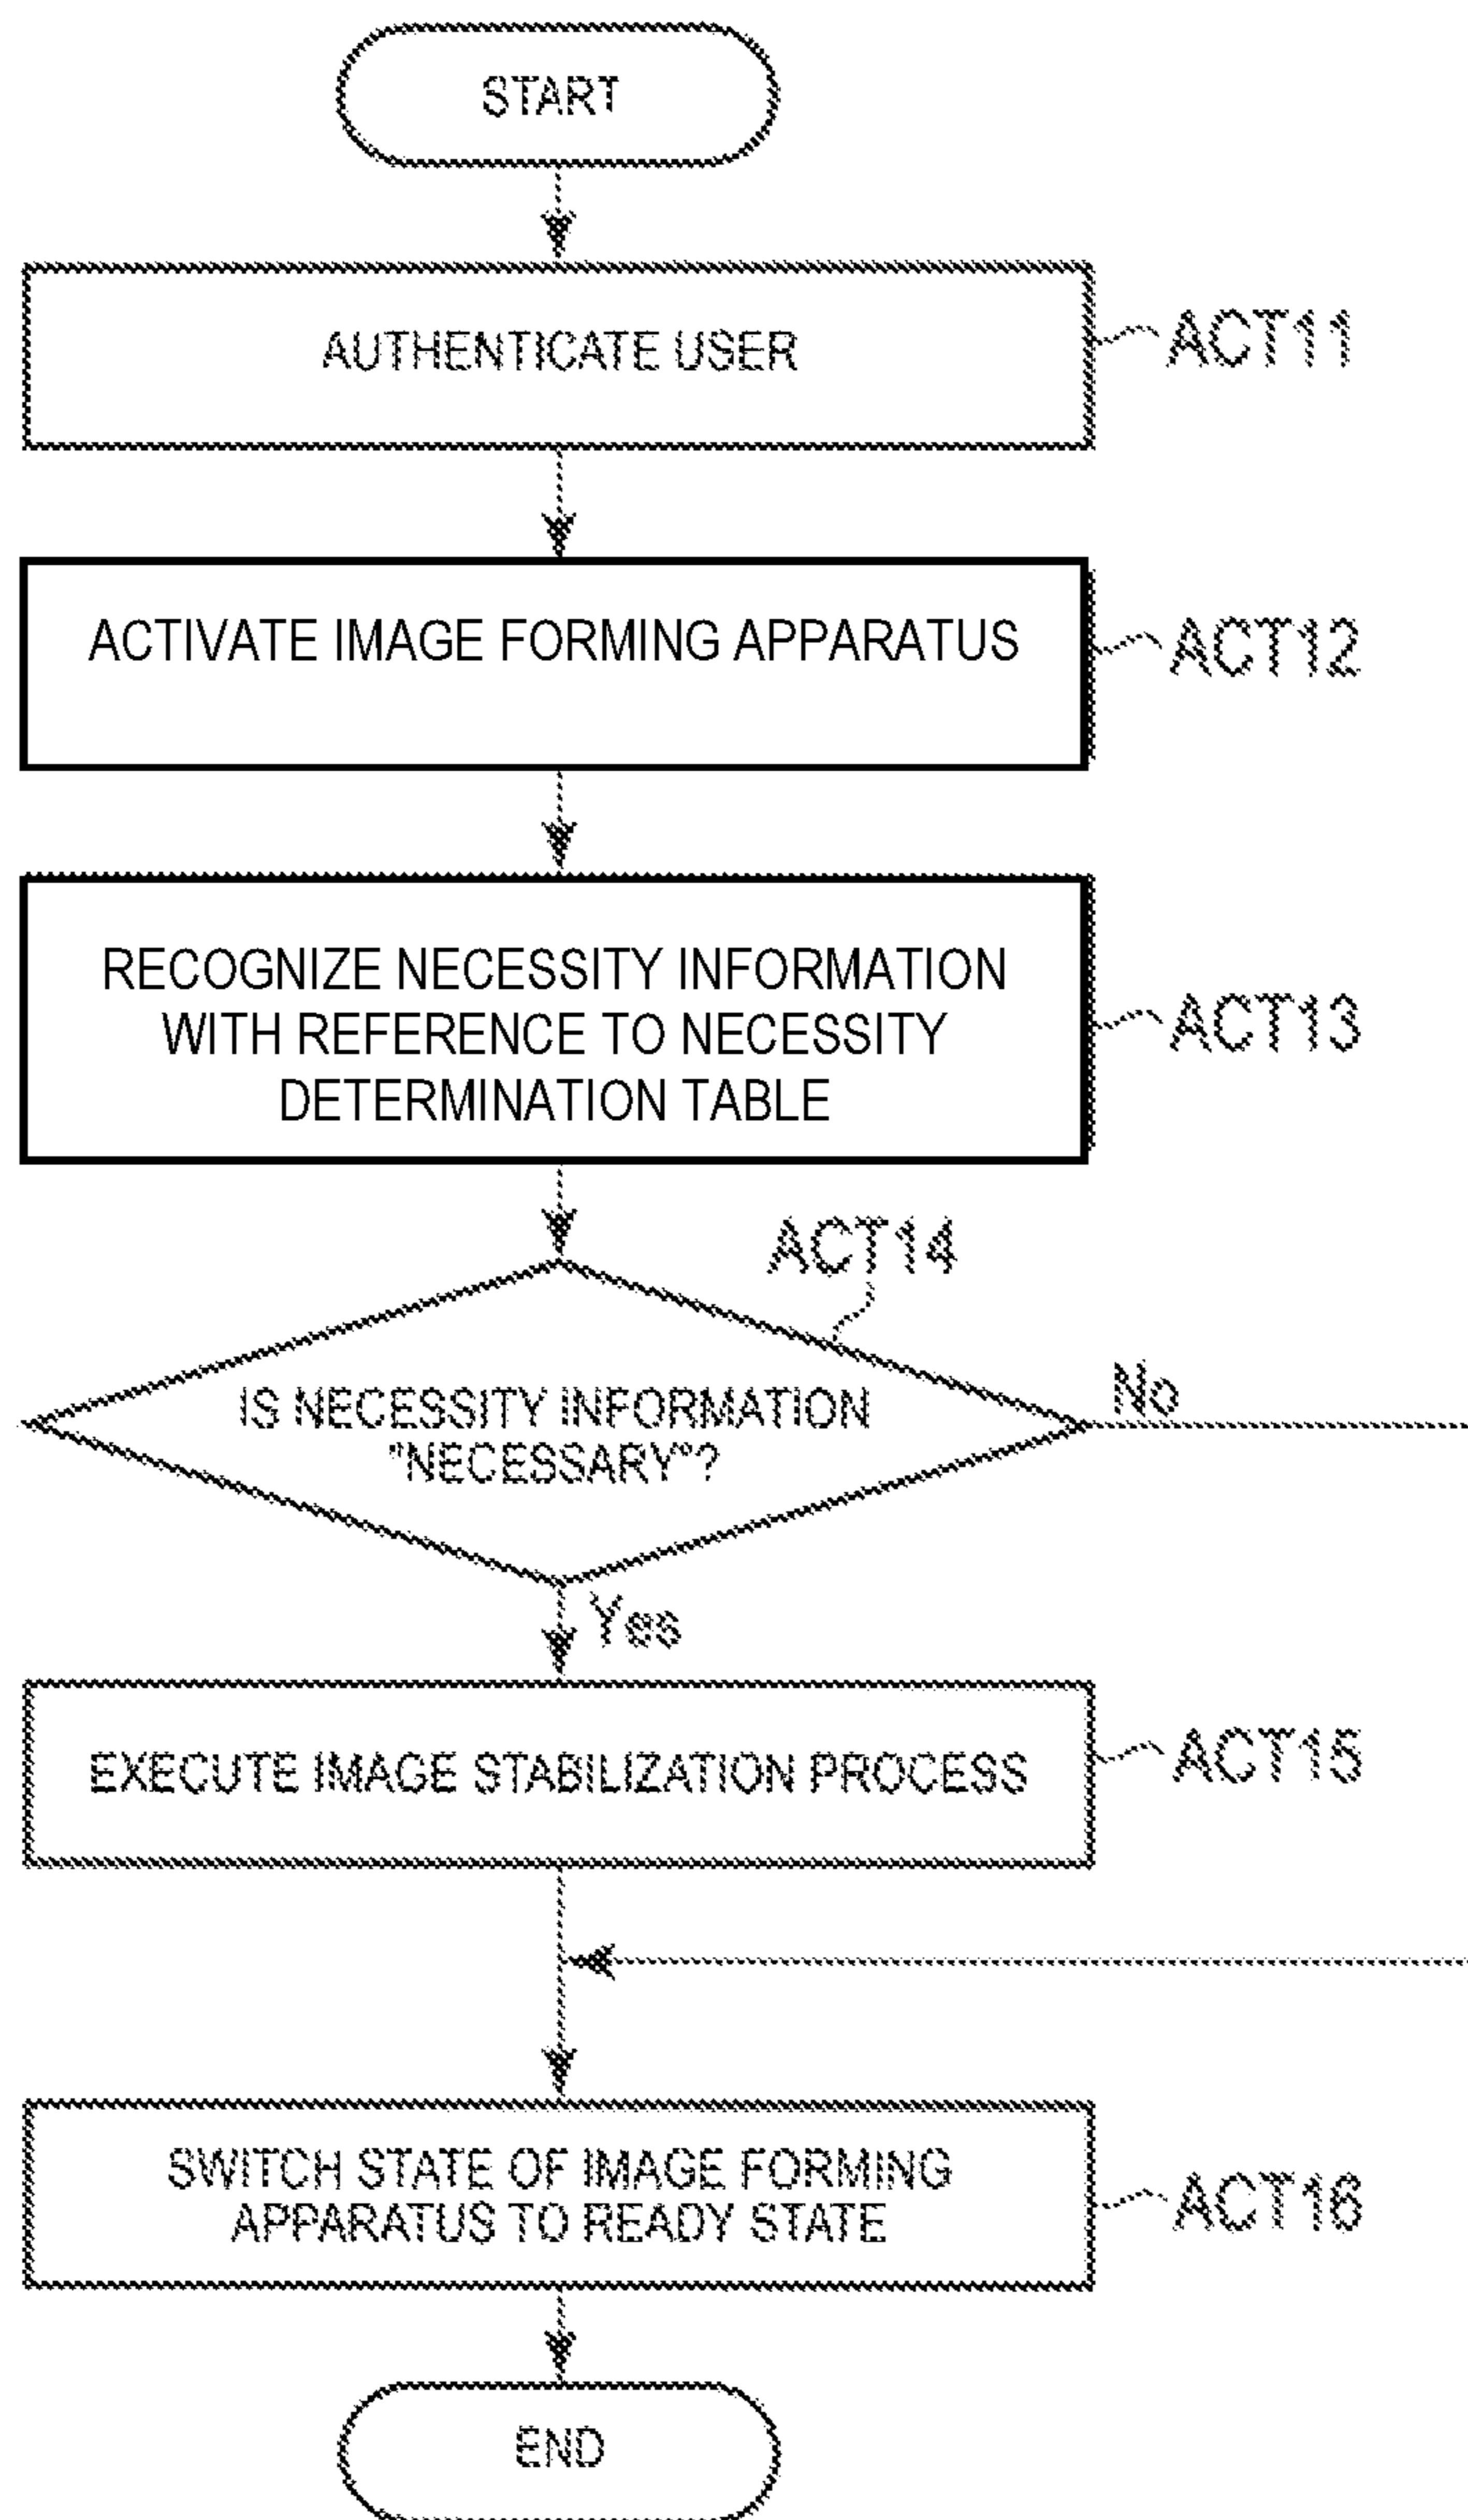 START
AUTHENTICATE USER
ACT11
ACTIVATE IMAGE FORMING APPARATUS
ACT12
RECOGNIZE NECESSITY INFORMATION
WITH REFERENCE TO NECESSITY
DETERMINATION TABLE
ACT13
ACT14
IS NECESSITY INFORMATION
"NECESSARY"?
No
Yes
EXECUTE IMAGE STABILIZATION PROCESS
ACT15
SWITCH STATE OF IMAGE FORMING
APPARATUS TO READY STATE
ACT16
END